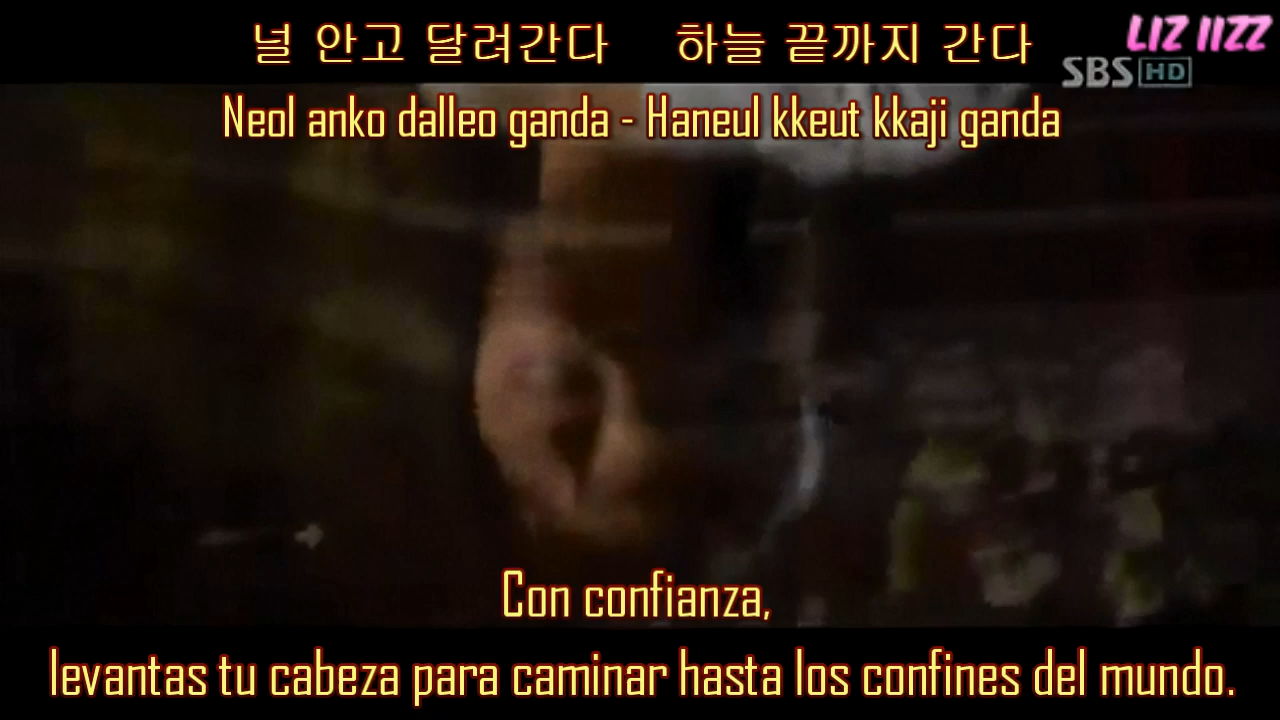 널 안고 달려간다 하늘 끝까지 간다
LIZ IIZZ
SBS HD
Neol anko dalleo ganda - Haneul kkeut kkaji ganda
Con confianza,
levantas tu cabeza para caminar hasta los confines del mundo.